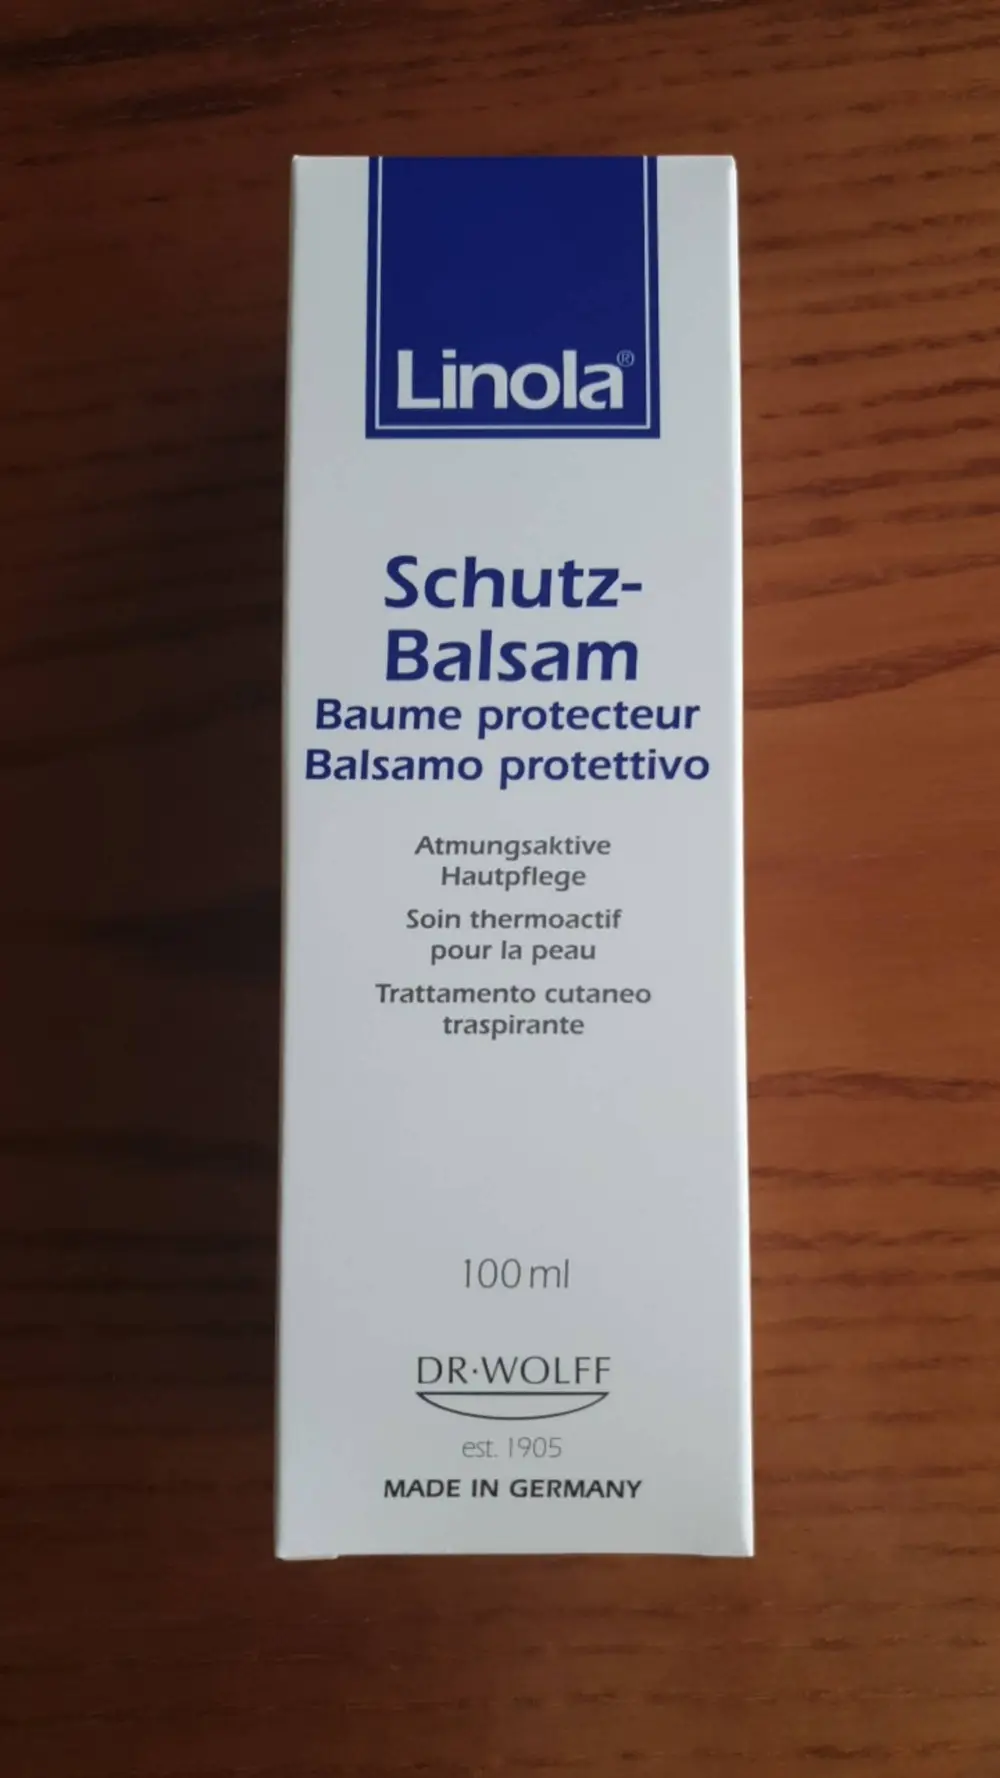 Linola®
Schutz-
Balsam
Baume protecteur
Balsamo protettivo
Atmungsaktive
Hautpflege
Soin thermoactif
pour la peau
Trattamento cutaneo
traspirante
100 ml
DR·WOLFF
est. 1905
MADE IN GERMANY